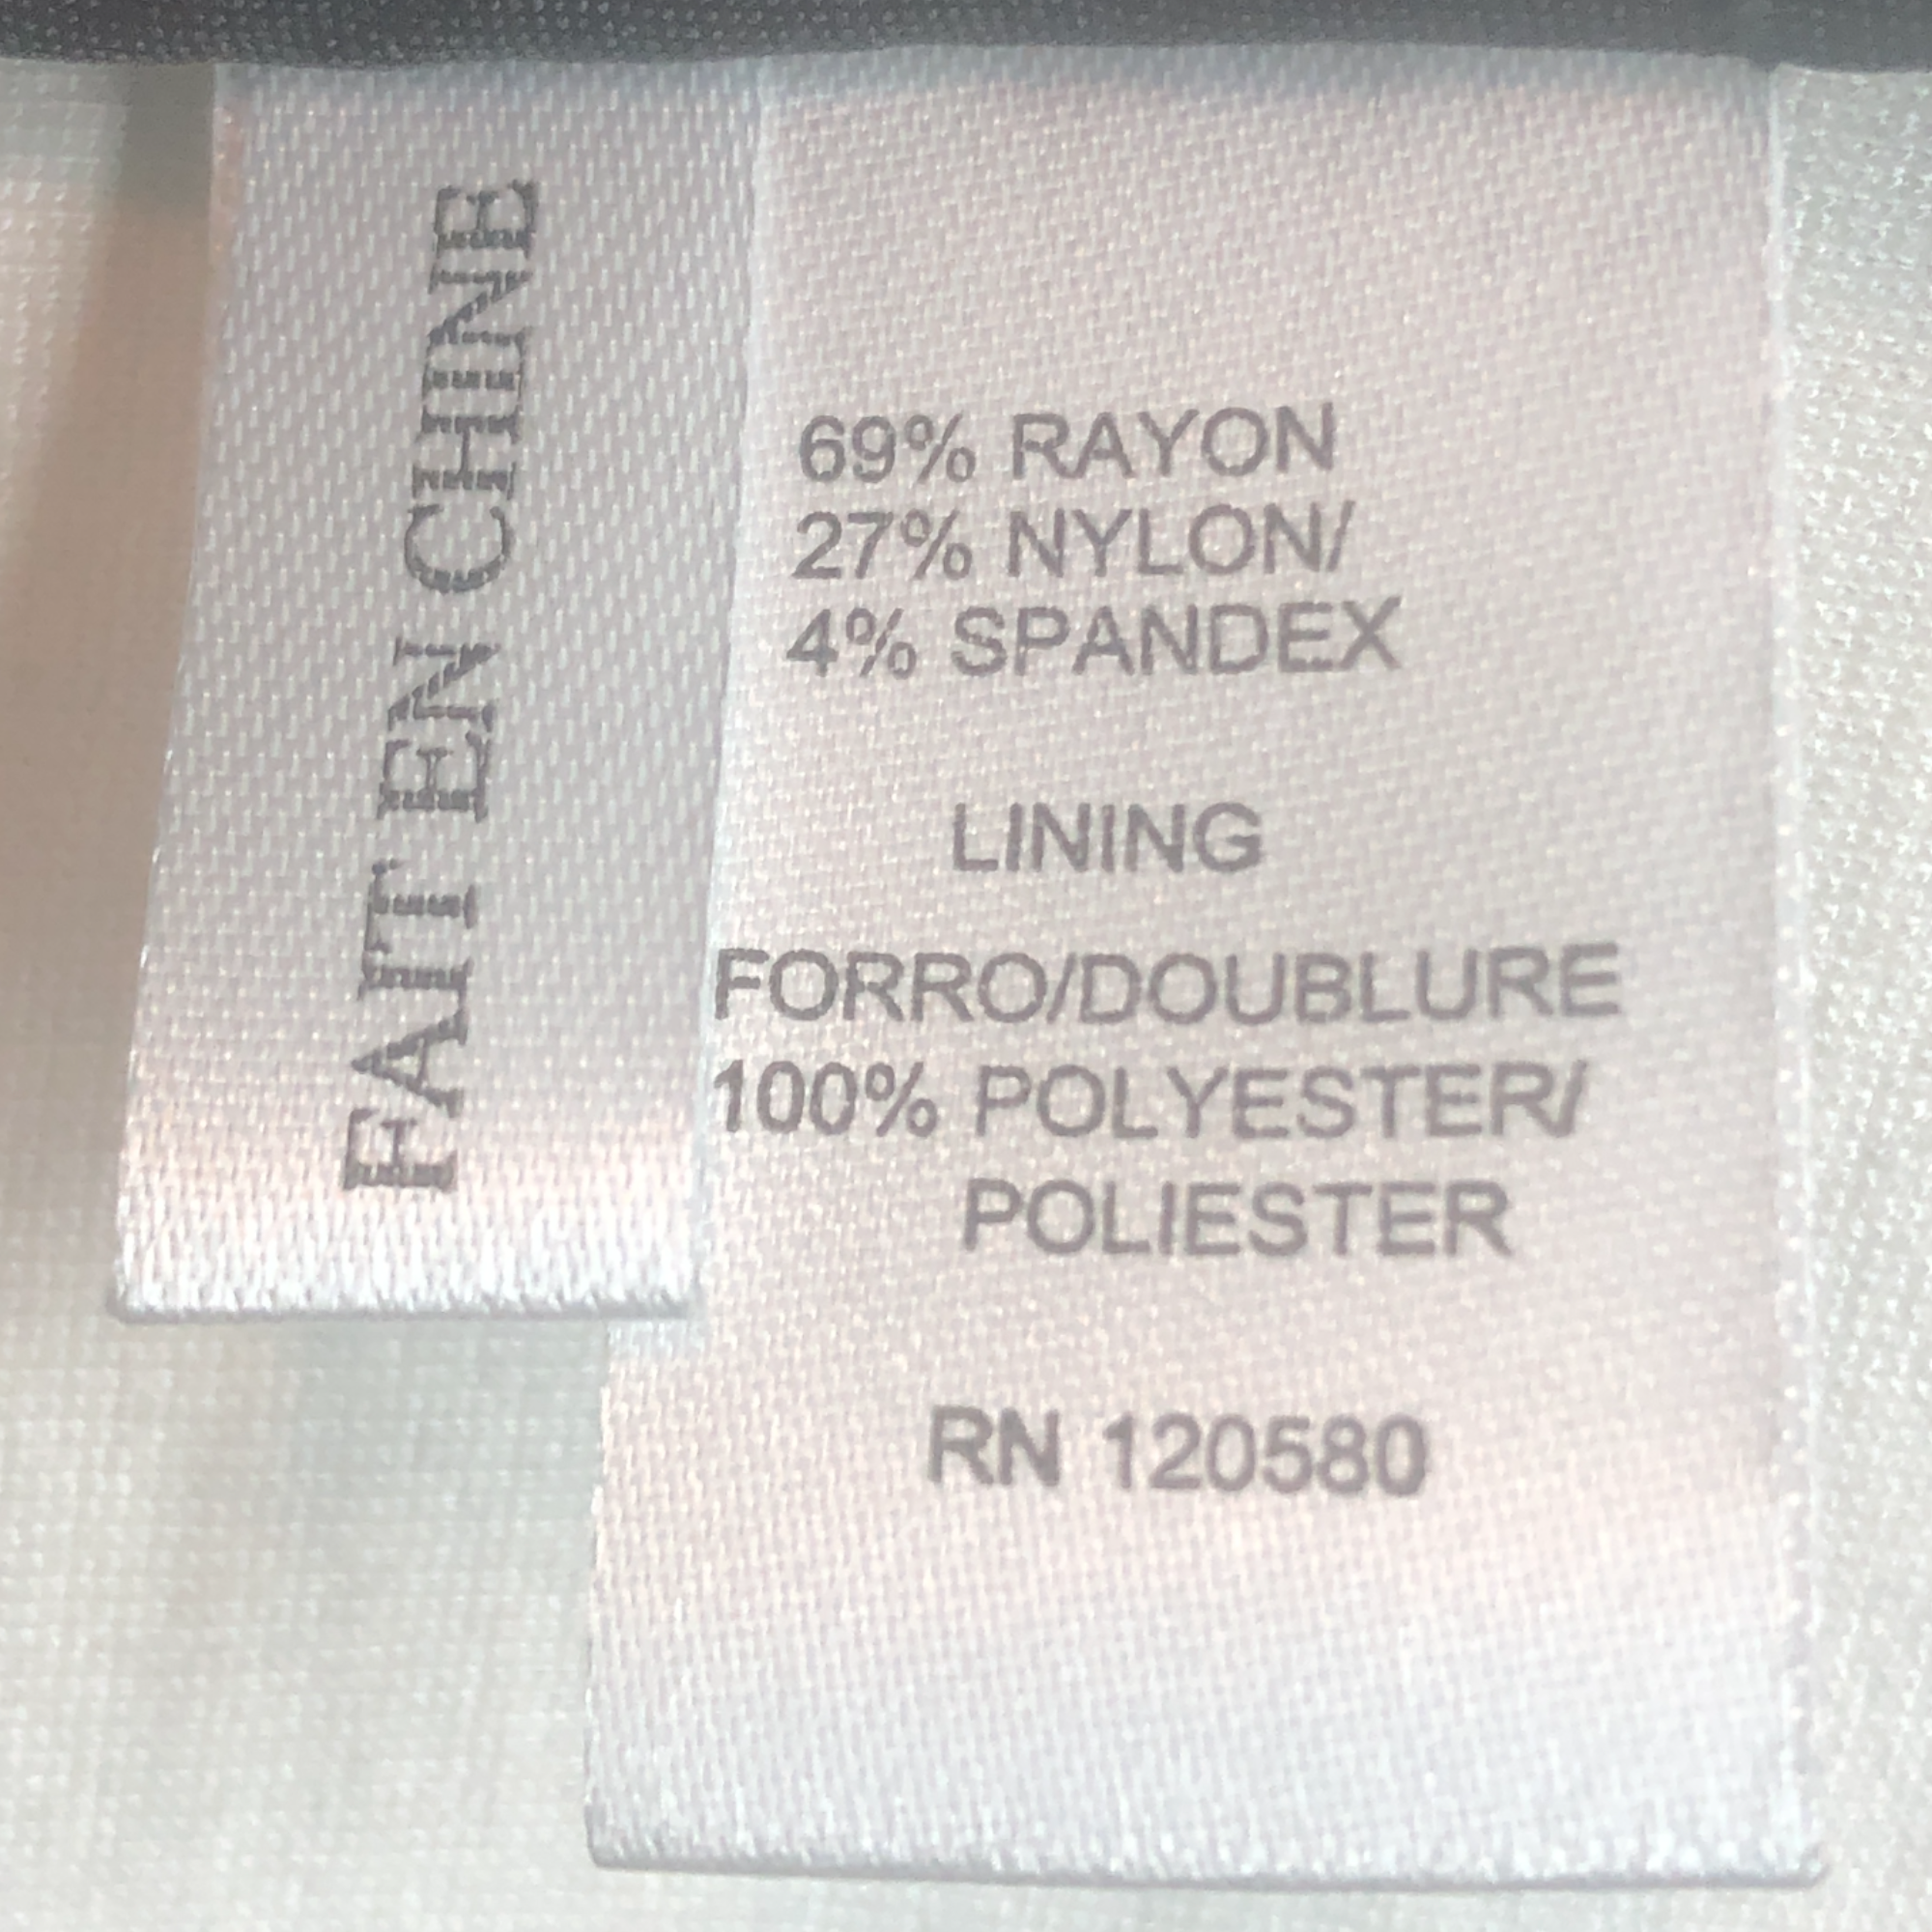 FAIT EN CHINE
69% RAYON
27% NYLON/
4% SPANDEX
LINING
FORRO/DOUBLURE
100% POLYESTER/
POLIESTER
RN 120580